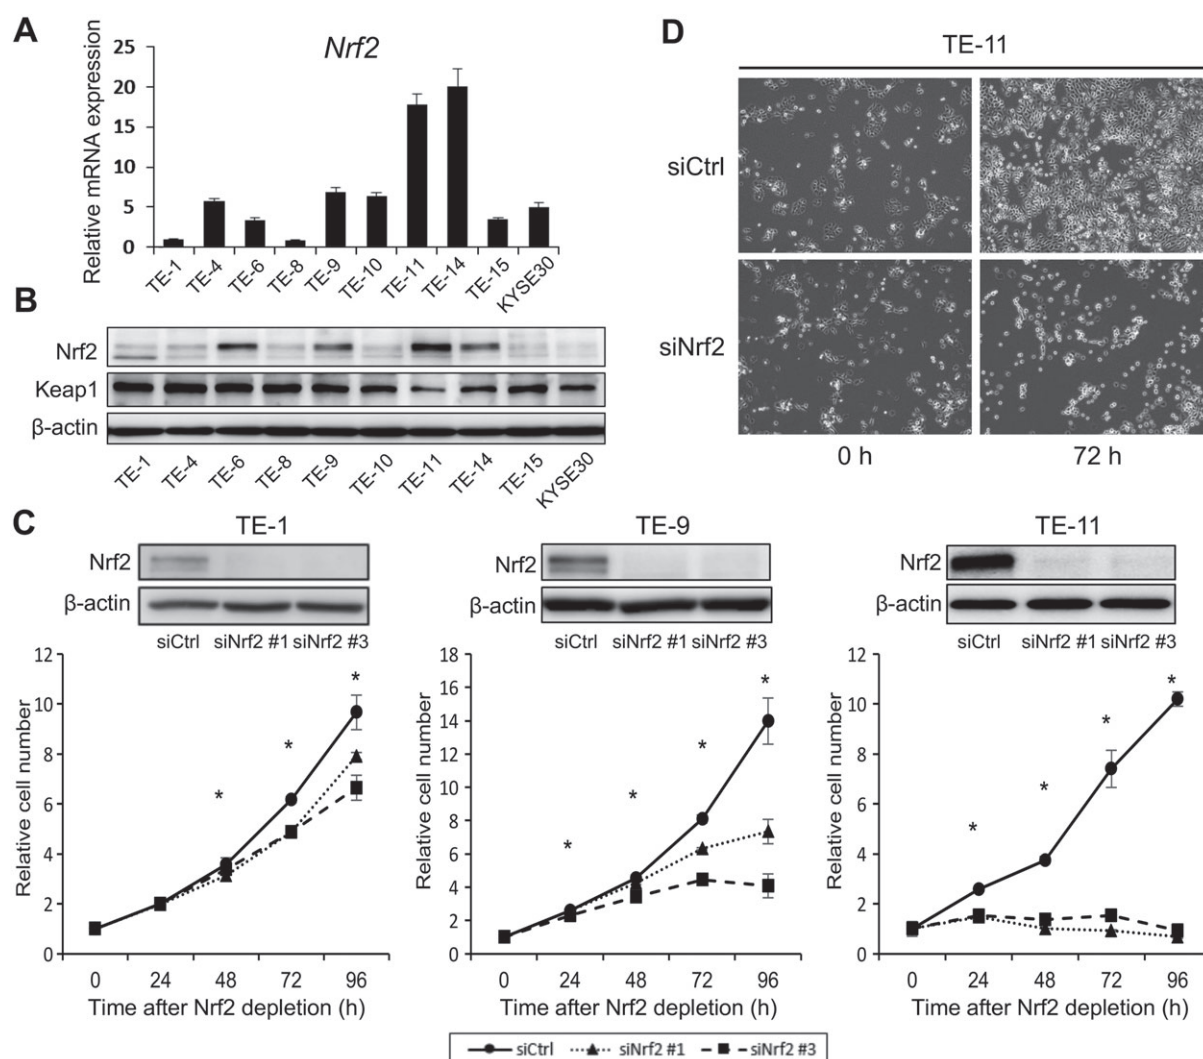 A
Nrf2
Relative mRNA expression
25
20
15
10
5
0
TE-1
TE-4
TE-6
TE-8
TE-9
TE-10
TE-11
TE-14
TE-15
KYSE30
B
Nrf2
Keap1
β-actin
TE-1
TE-4
TE-6
TE-8
TE-9
TE-10
TE-11
TE-14
TE-15
KYSE30
D
TE-11
siCtrl
siNrf2
0 h
72 h
C
TE-1
Nrf2
β-actin
siCtrl siNrf2 #1 siNrf2 #3
Relative cell number
12
10
8
6
4
2
0
* * *
0 24 48 72 96
Time after Nrf2 depletion (h)
TE-9
Nrf2
β-actin
siCtrl siNrf2 #1 siNrf2 #3
Relative cell number
18
16
14
12
10
8
6
4
2
0
* * * *
0 24 48 72 96
Time after Nrf2 depletion (h)
TE-11
Nrf2
β-actin
siCtrl siNrf2 #1 siNrf2 #3
Relative cell number
12
10
8
6
4
2
0
* * * *
0 24 48 72 96
Time after Nrf2 depletion (h)
siCtrl siNrf2 #1 siNrf2 #3